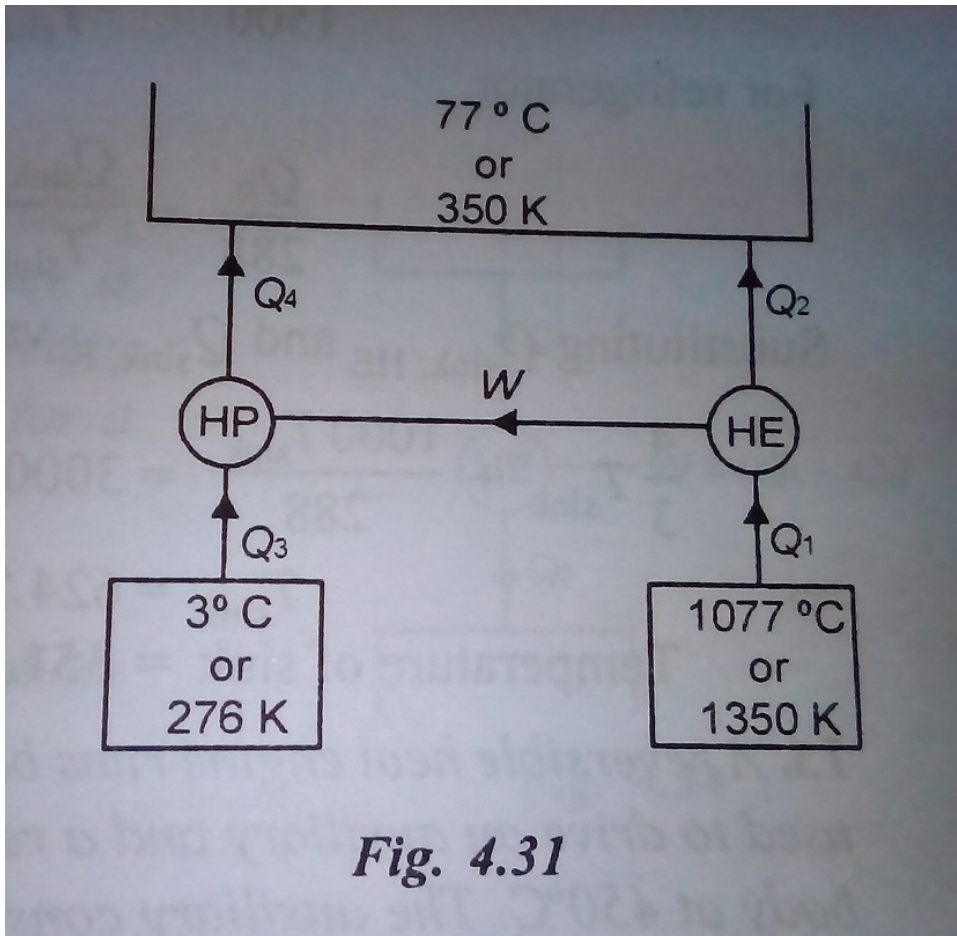 77° C
or
350 K
Q4
Q2
W
HP
HE
Q3
Q1
3° C
or
276 K
1077 °C
or
1350 K
Fig. 4.31